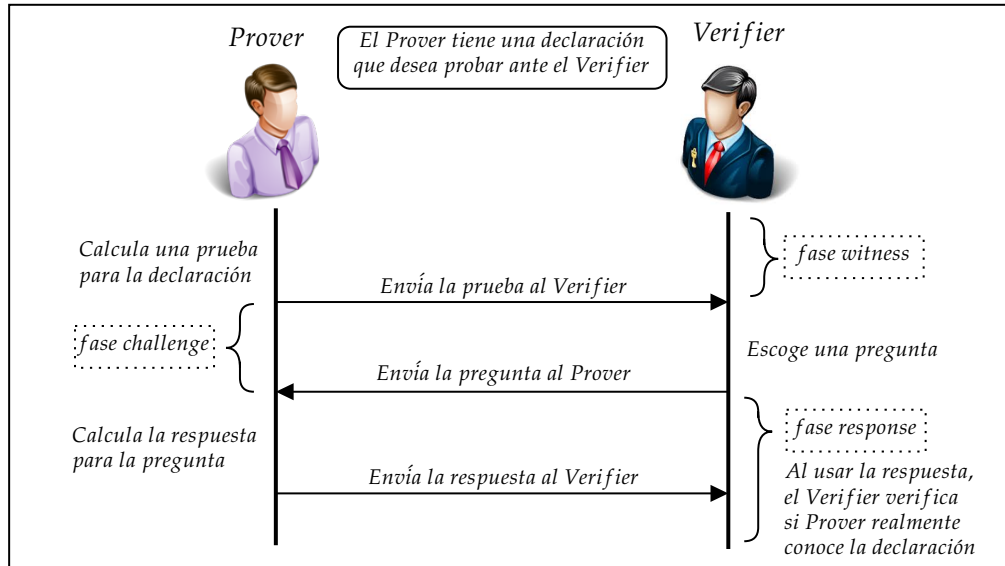 Prover
El Prover tiene una declaración
que desea probar ante el Verifier
Verifier
Calcula una prueba
para la declaración
fase witness
Envía la prueba al Verifier
fase challenge
Escoge una pregunta
Envía la pregunta al Prover
Calcula la respuesta
para la pregunta
fase response
Envía la respuesta al Verifier
Al usar la respuesta,
el Verifier verifica
si Prover realmente
conoce la declaración